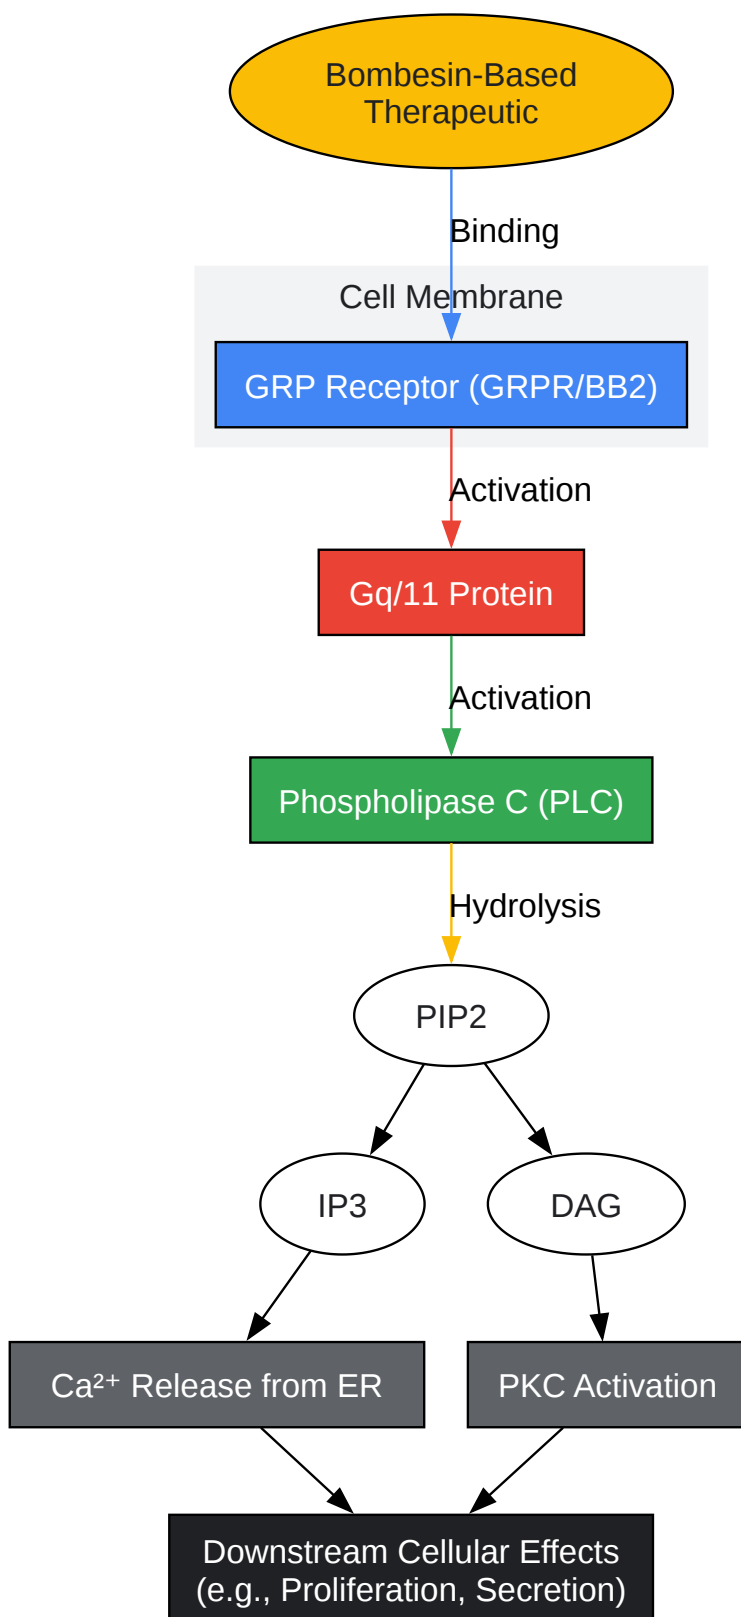 Bombesin-Based
Therapeutic
Binding
Cell Membrane
GRP Receptor (GRPR/BB2)
Activation
Gq/11 Protein
Activation
Phospholipase C (PLC)
Hydrolysis
PIP2
IP3
DAG
Ca²⁺ Release from ER
PKC Activation
Downstream Cellular Effects
(e.g., Proliferation, Secretion)